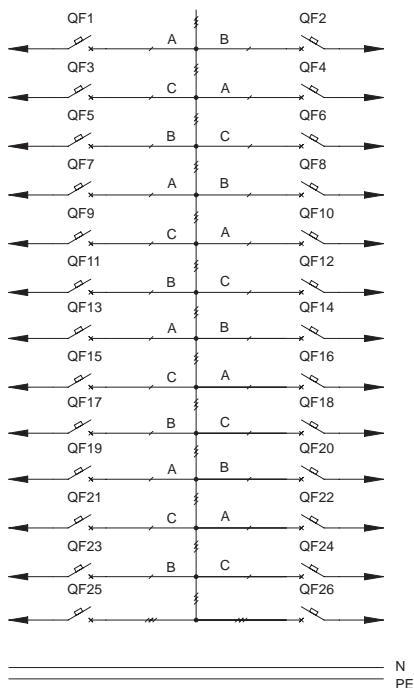 QF1 QF2
A B
QF3 QF4
C A
QF5 QF6
B C
QF7 QF8
A B
QF9 QF10
C A
QF11 QF12
B C
QF13 QF14
A B
QF15 QF16
C A
QF17 QF18
B C
QF19 QF20
A B
QF21 QF22
C A
QF23 QF24
B C
QF25 QF26
N
PE